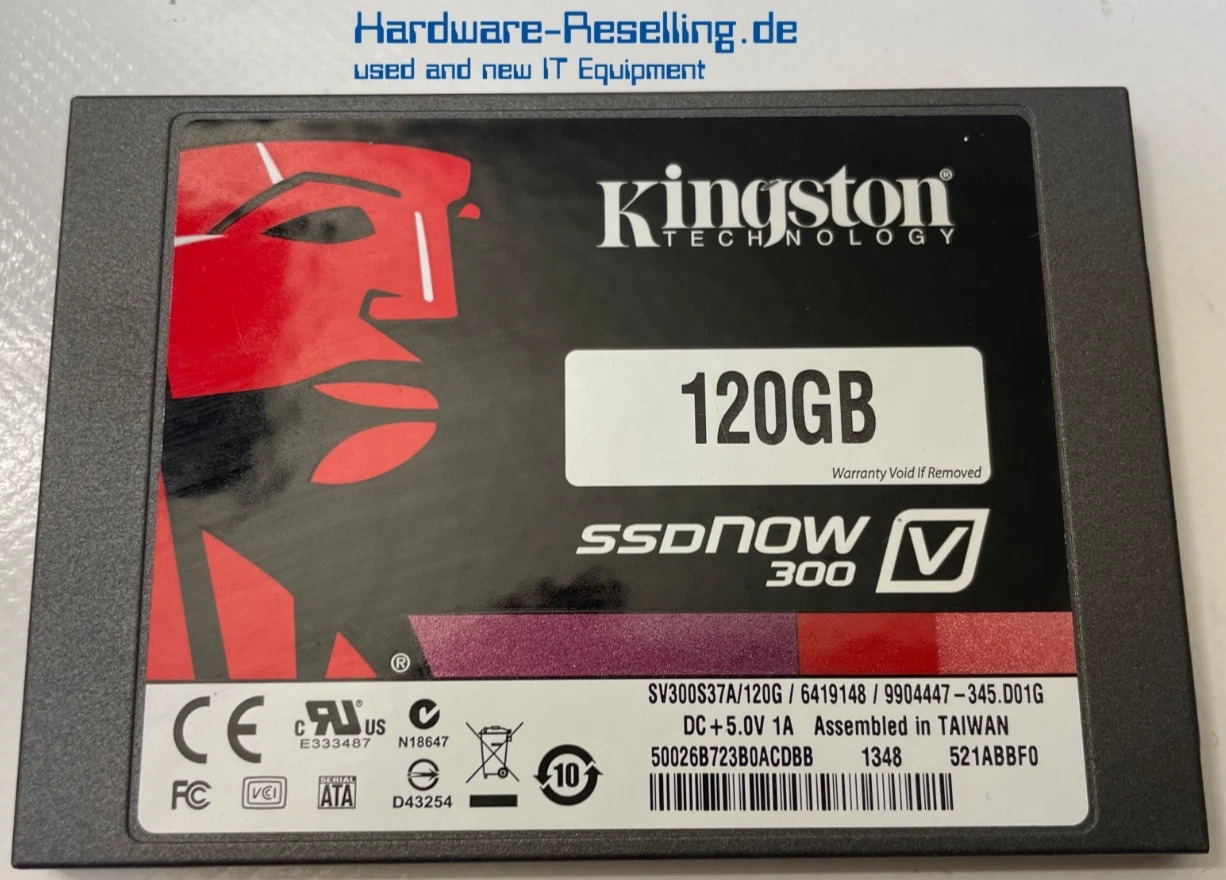 Hardware-Reselling.de
used and new IT Equipment
Kingston®
TECHNOLOGY
120GB
Warranty Void If Removed
SSDNOW
300
V
®
SV300S37A/120G / 6419148 / 9904447-345.D01G
DC+5.0V 1A Assembled in TAIWAN
50026B723B0ACDBB 1348 521ABBF0
CE
c RU® US
E333487
N18647
FC
VCI
SERIAL
ATA
D43254
10